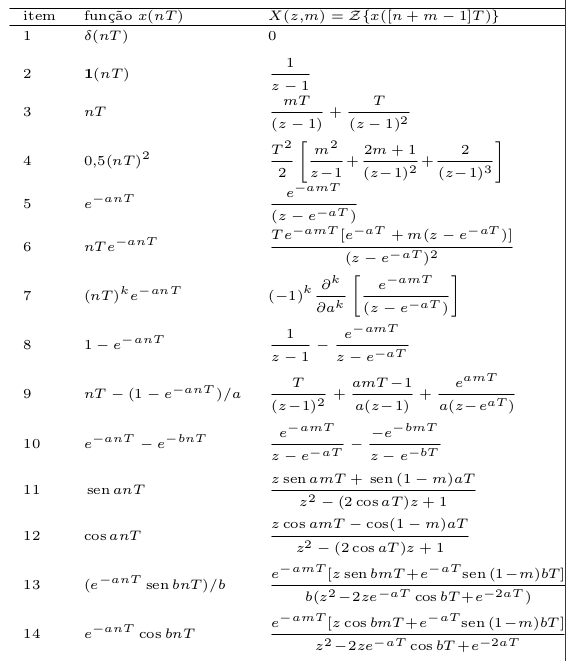 item função x(nT) X(z,m) = Z{x([n + m − 1]T)}
1 δ(nT) 0
2 1(nT) 1/(z − 1)
3 nT mT/(z − 1) + T/(z − 1)²
4 0,5(nT)² T²/2 [m²/(z−1) + (2m + 1)/(z−1)² + 2/(z−1)³]
5 e^{−anT} e^{−amT}/(z − e^{−aT})
6 nTe^{−anT} Te^{−amT}[e^{−aT} + m(z − e^{−aT})]/(z − e^{−aT})²
7 (nT)^k e^{−anT} (−1)^k ∂^k/∂a^k [e^{−amT}/(z − e^{−aT})]
8 1 − e^{−anT} 1/(z − 1) − e^{−amT}/(z − e^{−aT})
9 nT − (1 − e^{−anT})/a T/(z−1)² + (amT−1)/(a(z−1)) + e^{amT}/(a(z−e^{aT}))
10 e^{−anT} − e^{−bnT} e^{−amT}/(z − e^{−aT}) − −e^{−bmT}/(z − e^{−bT})
11 sen anT (z sen amT + sen (1 − m)aT)/(z² − (2 cos aT)z + 1)
12 cos anT (z cos amT − cos(1 − m)aT)/(z² − (2 cos aT)z + 1)
13 (e^{−anT} sen bnT)/b e^{−amT}[z sen bmT+e^{−aT}sen (1−m)bT]/(b(z²−2ze^{−aT} cos bT+e^{−2aT}))
14 e^{−anT} cos bnT e^{−amT}[z cos bmT+e^{−aT}sen (1−m)bT]/(z²−2ze^{−aT} cos bT+e^{−2aT})